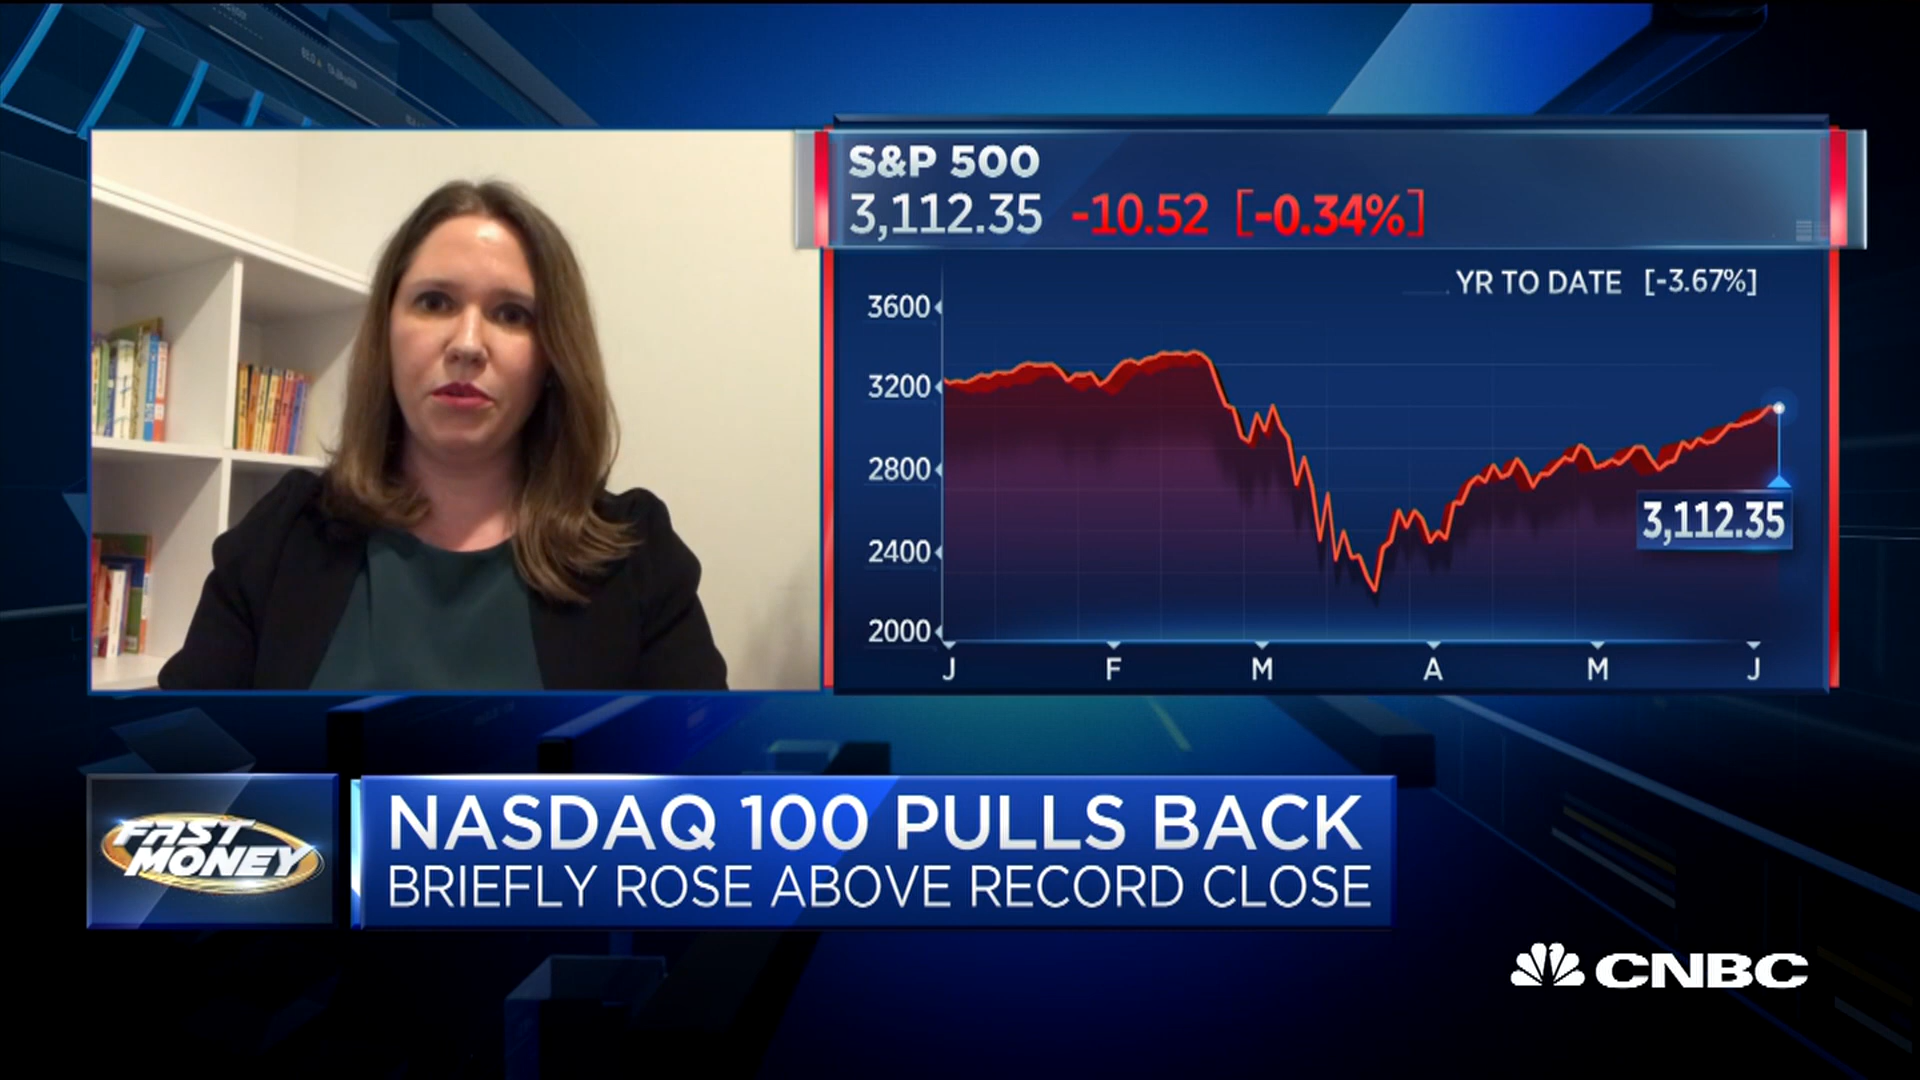 S&P 500
3,112.35 -10.52 [-0.34%]
YR TO DATE [-3.67%]
3600
3200
2800
2400
2000
3,112.35
J F M A M J
FAST MONEY
NASDAQ 100 PULLS BACK
BRIEFLY ROSE ABOVE RECORD CLOSE
CNBC